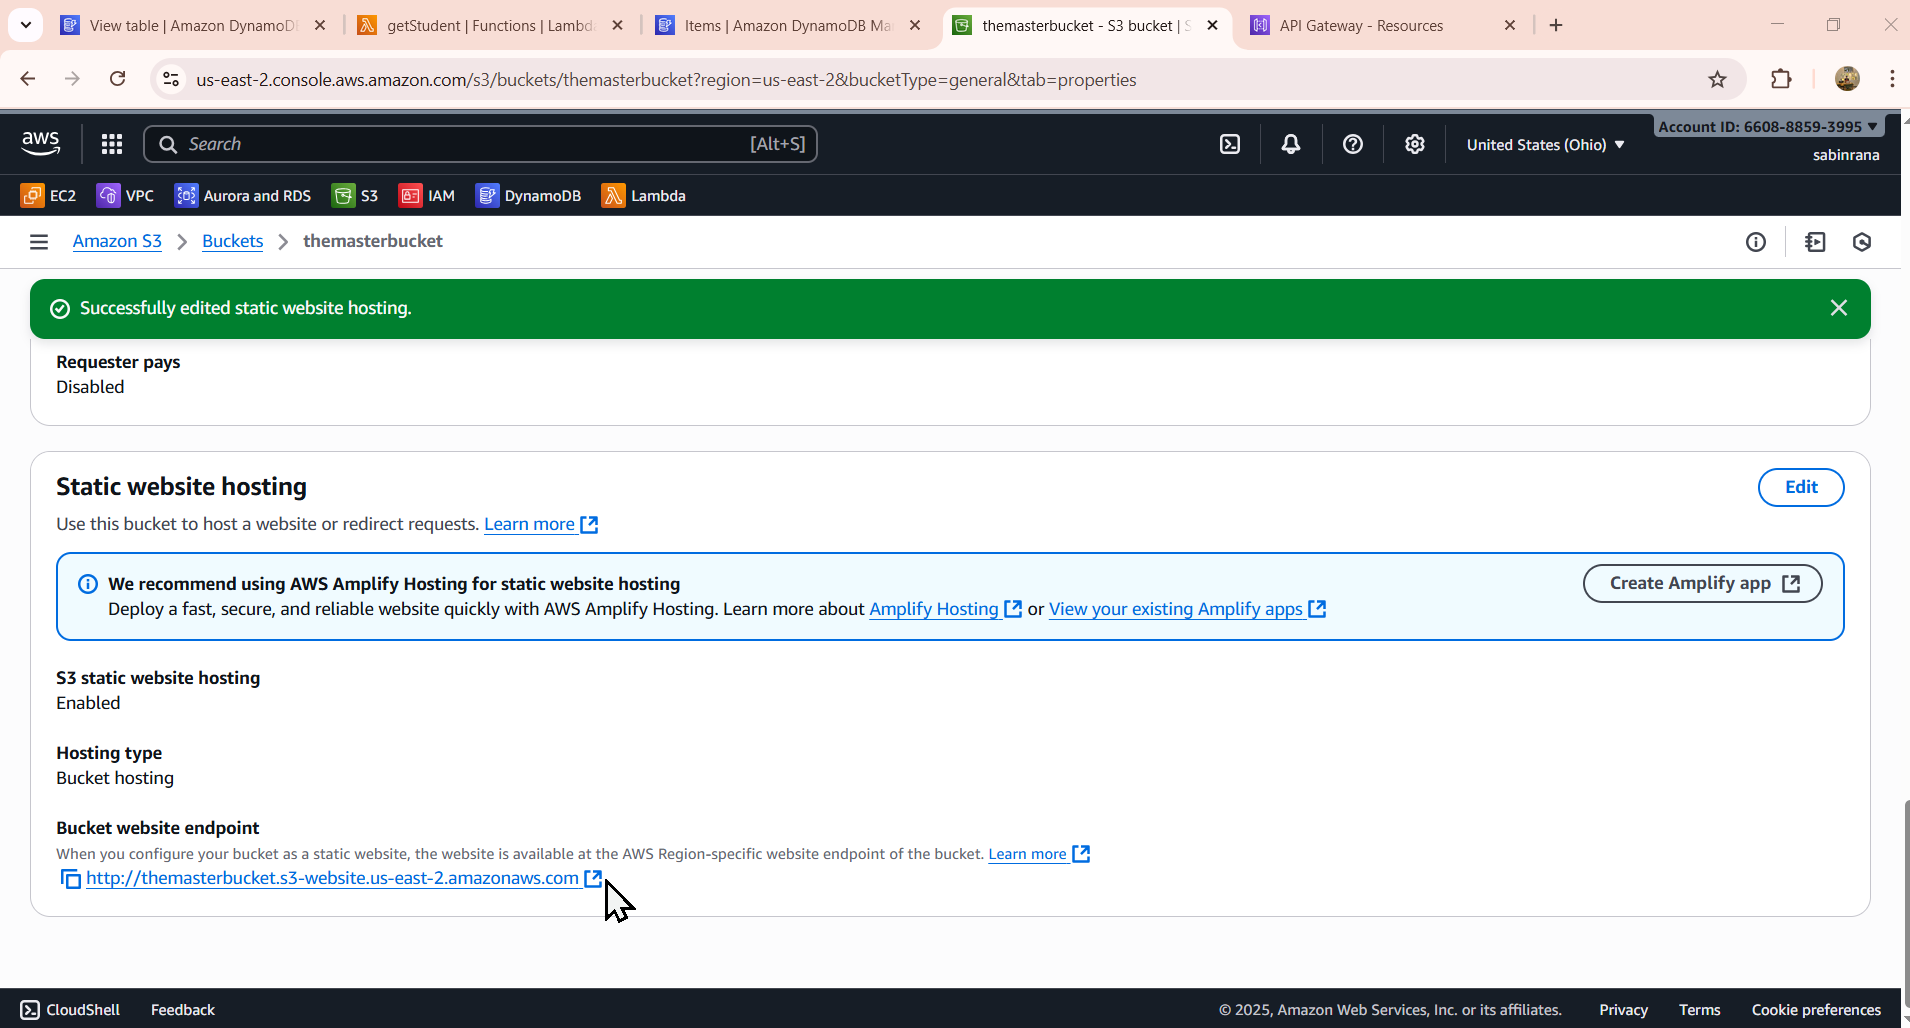 View table | Amazon DynamoDB
getStudent | Functions | Lambda
Items | Amazon DynamoDB Ma
themasterbucket - S3 bucket | S
API Gateway - Resources
us-east-2.console.aws.amazon.com/s3/buckets/themasterbucket?region=us-east-2&bucketType=general&tab=properties
aws
Search
[Alt+S]
United States (Ohio)
Account ID: 6608-8859-3995
sabinrana
EC2
VPC
Aurora and RDS
S3
IAM
DynamoDB
Lambda
Amazon S3
Buckets
themasterbucket
Successfully edited static website hosting.
Requester pays
Disabled
Static website hosting
Edit
Use this bucket to host a website or redirect requests. Learn more
We recommend using AWS Amplify Hosting for static website hosting
Create Amplify app
Deploy a fast, secure, and reliable website quickly with AWS Amplify Hosting. Learn more about Amplify Hosting or View your existing Amplify apps
S3 static website hosting
Enabled
Hosting type
Bucket hosting
Bucket website endpoint
When you configure your bucket as a static website, the website is available at the AWS Region-specific website endpoint of the bucket. Learn more
http://themasterbucket.s3-website.us-east-2.amazonaws.com
CloudShell
Feedback
© 2025, Amazon Web Services, Inc. or its affiliates.
Privacy
Terms
Cookie preferences